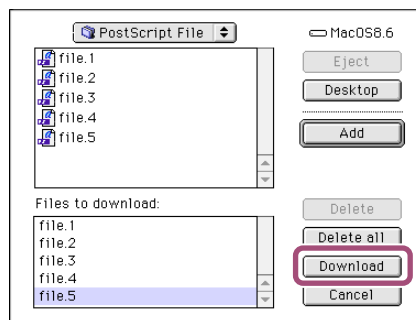 PostScript File
MacOS8.6
file.1
file.2
file.3
file.4
file.5
Eject
Desktop
Add
Files to download:
file.1
file.2
file.3
file.4
file.5
Delete
Delete all
Download
Cancel